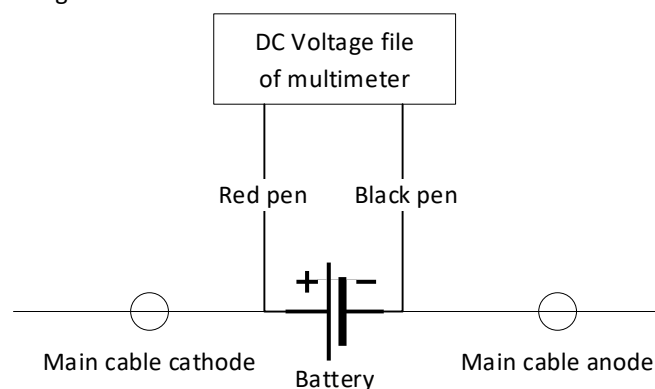 DC Voltage file
of multimeter
Red pen
Black pen
+
−
Main cable cathode
Main cable anode
Battery